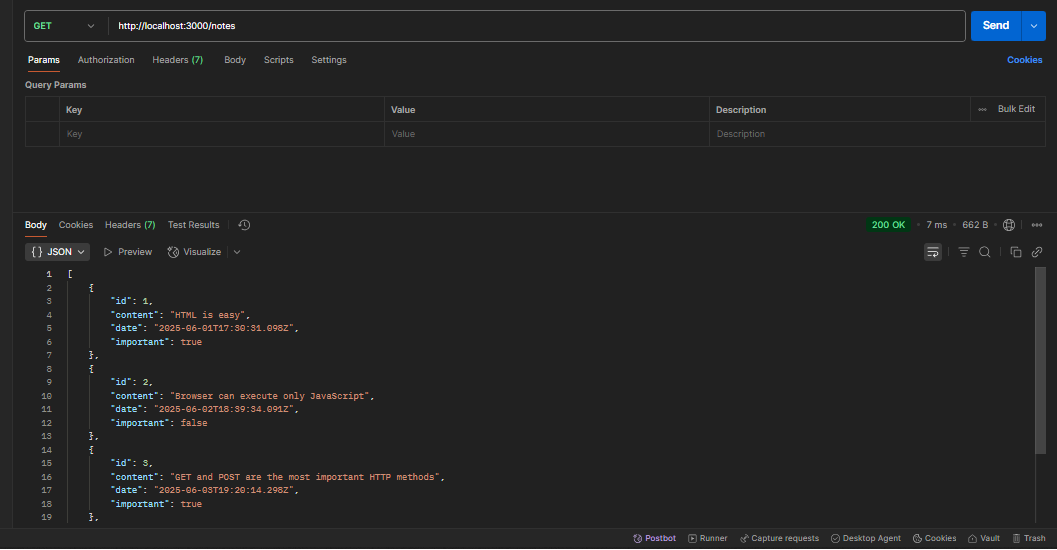 GET http://localhost:3000/notes Send
Params Authorization Headers (7) Body Scripts Settings Cookies
Query Params
Key Value Description Bulk Edit
Key Value Description
Body Cookies Headers (7) Test Results 200 OK 7 ms 662 B
{ } JSON Preview Visualize
1 [
2 {
3 "id": 1,
4 "content": "HTML is easy",
5 "date": "2025-06-01T17:30:31.098Z",
6 "important": true
7 },
8 {
9 "id": 2,
10 "content": "Browser can execute only JavaScript",
11 "date": "2025-06-02T18:39:34.091Z",
12 "important": false
13 },
14 {
15 "id": 3,
16 "content": "GET and POST are the most important HTTP methods",
17 "date": "2025-06-03T19:20:14.298Z",
18 "important": true
19 },
Postbot Runner Capture requests Desktop Agent Cookies Vault Trash